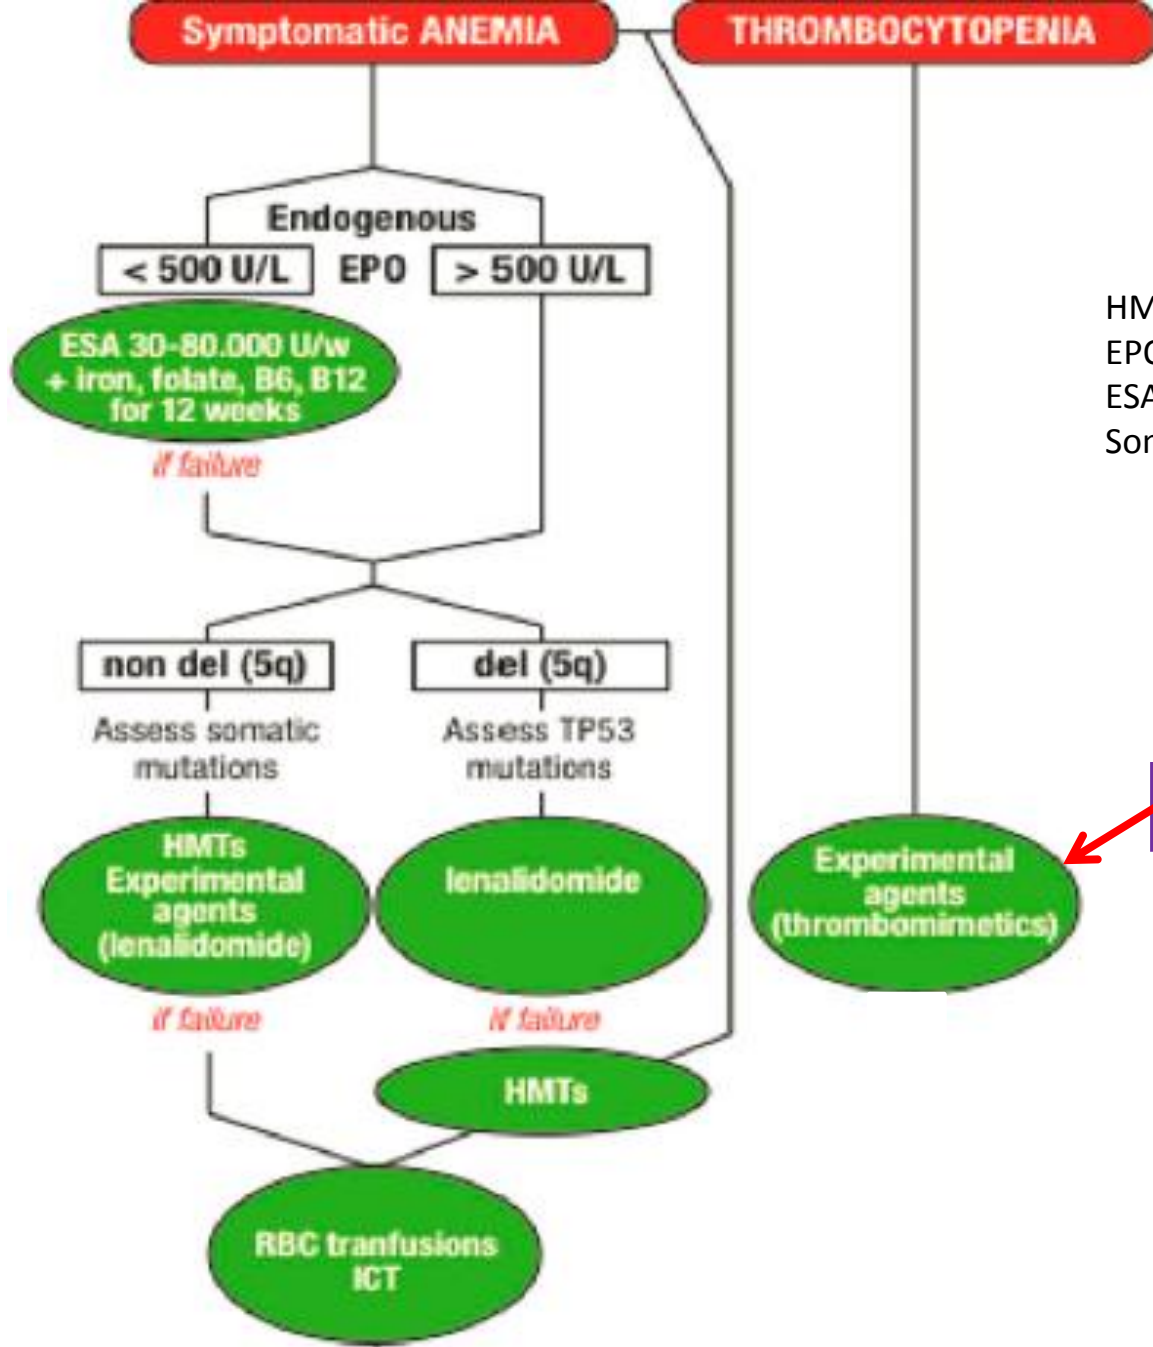 Symptomatic ANEMIA
THROMBOCYTOPENIA
Endogenous
< 500 U/L
EPO
> 500 U/L
ESA 30-80.000 U/w
+ iron, folate, B6, B12
for 12 weeks
if failure
non del (5q)
del (5q)
Assess somatic
mutations
Assess TP53
mutations
HMTs
Experimental
agents
(lenalidomide)
lenalidomide
Experimental
agents
(thrombomimetics)
if failure
if failure
HMTs
RBC tranfusions
ICT